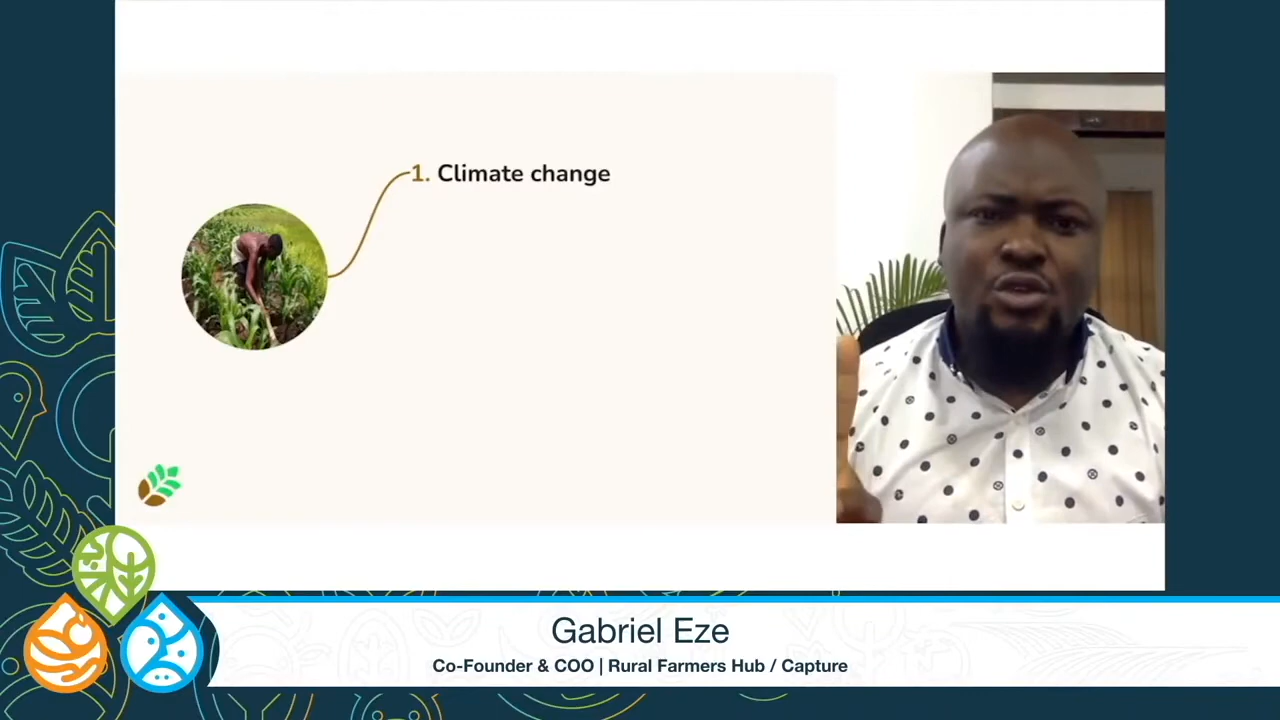 1. Climate change
Gabriel Eze
Co-Founder & COO | Rural Farmers Hub / Capture